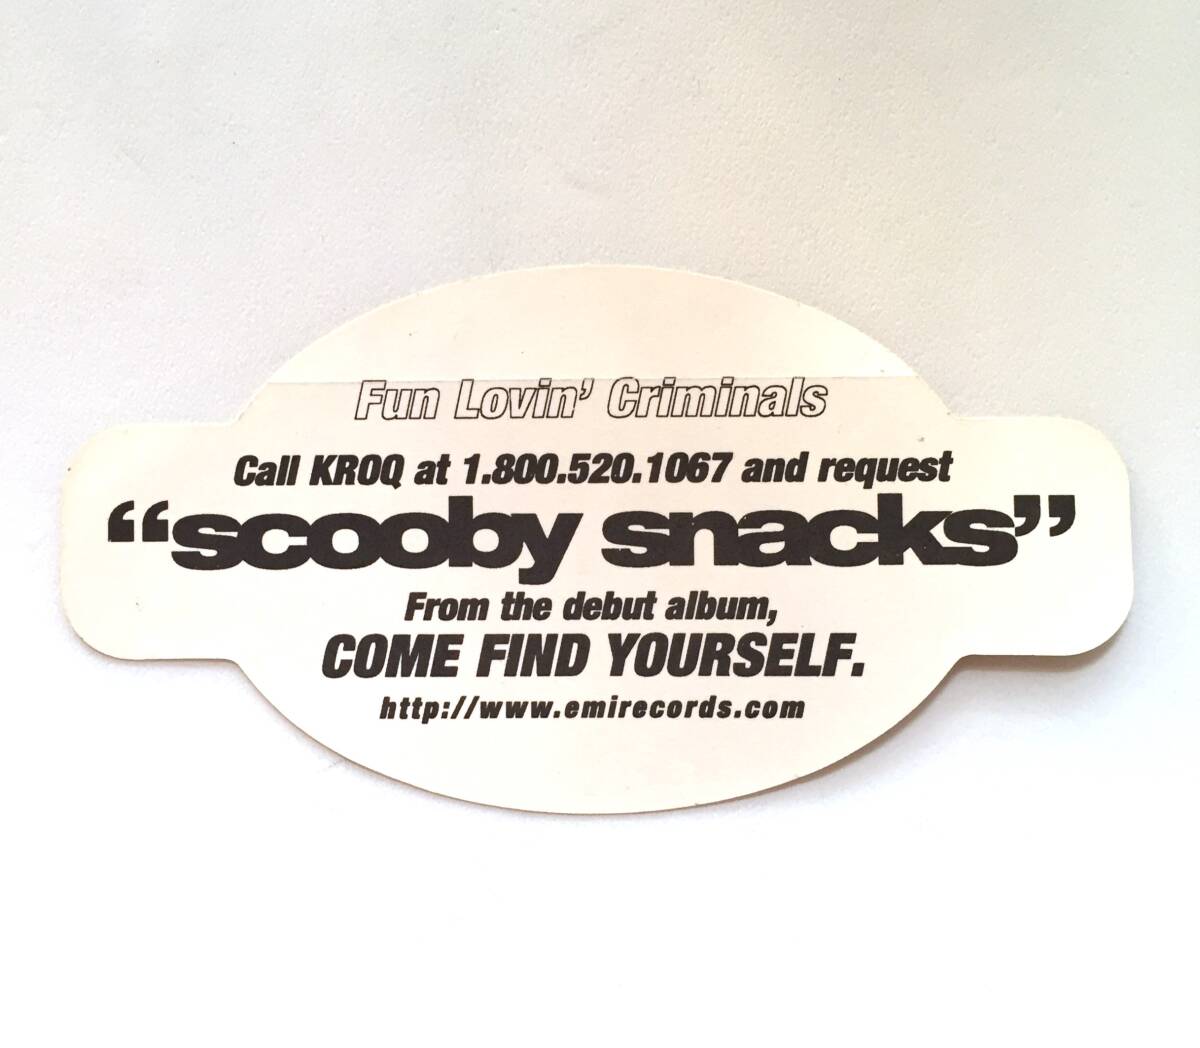 Fun Lovin' Criminals
Call KROQ at 1.800.520.1067 and request
“scooby snacks”
From the debut album,
COME FIND YOURSELF.
http://www.emirecords.com